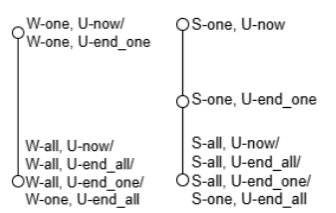 W-one, U-now/
W-one, U-end_one
W-all, U-now/
W-all, U-end_all/
W-all, U-end_one/
W-one, U-end_all
S-one, U-now
S-one, U-end_one
S-all, U-now/
S-all, U-end_all/
S-all, U-end_one/
S-one, U-end_all